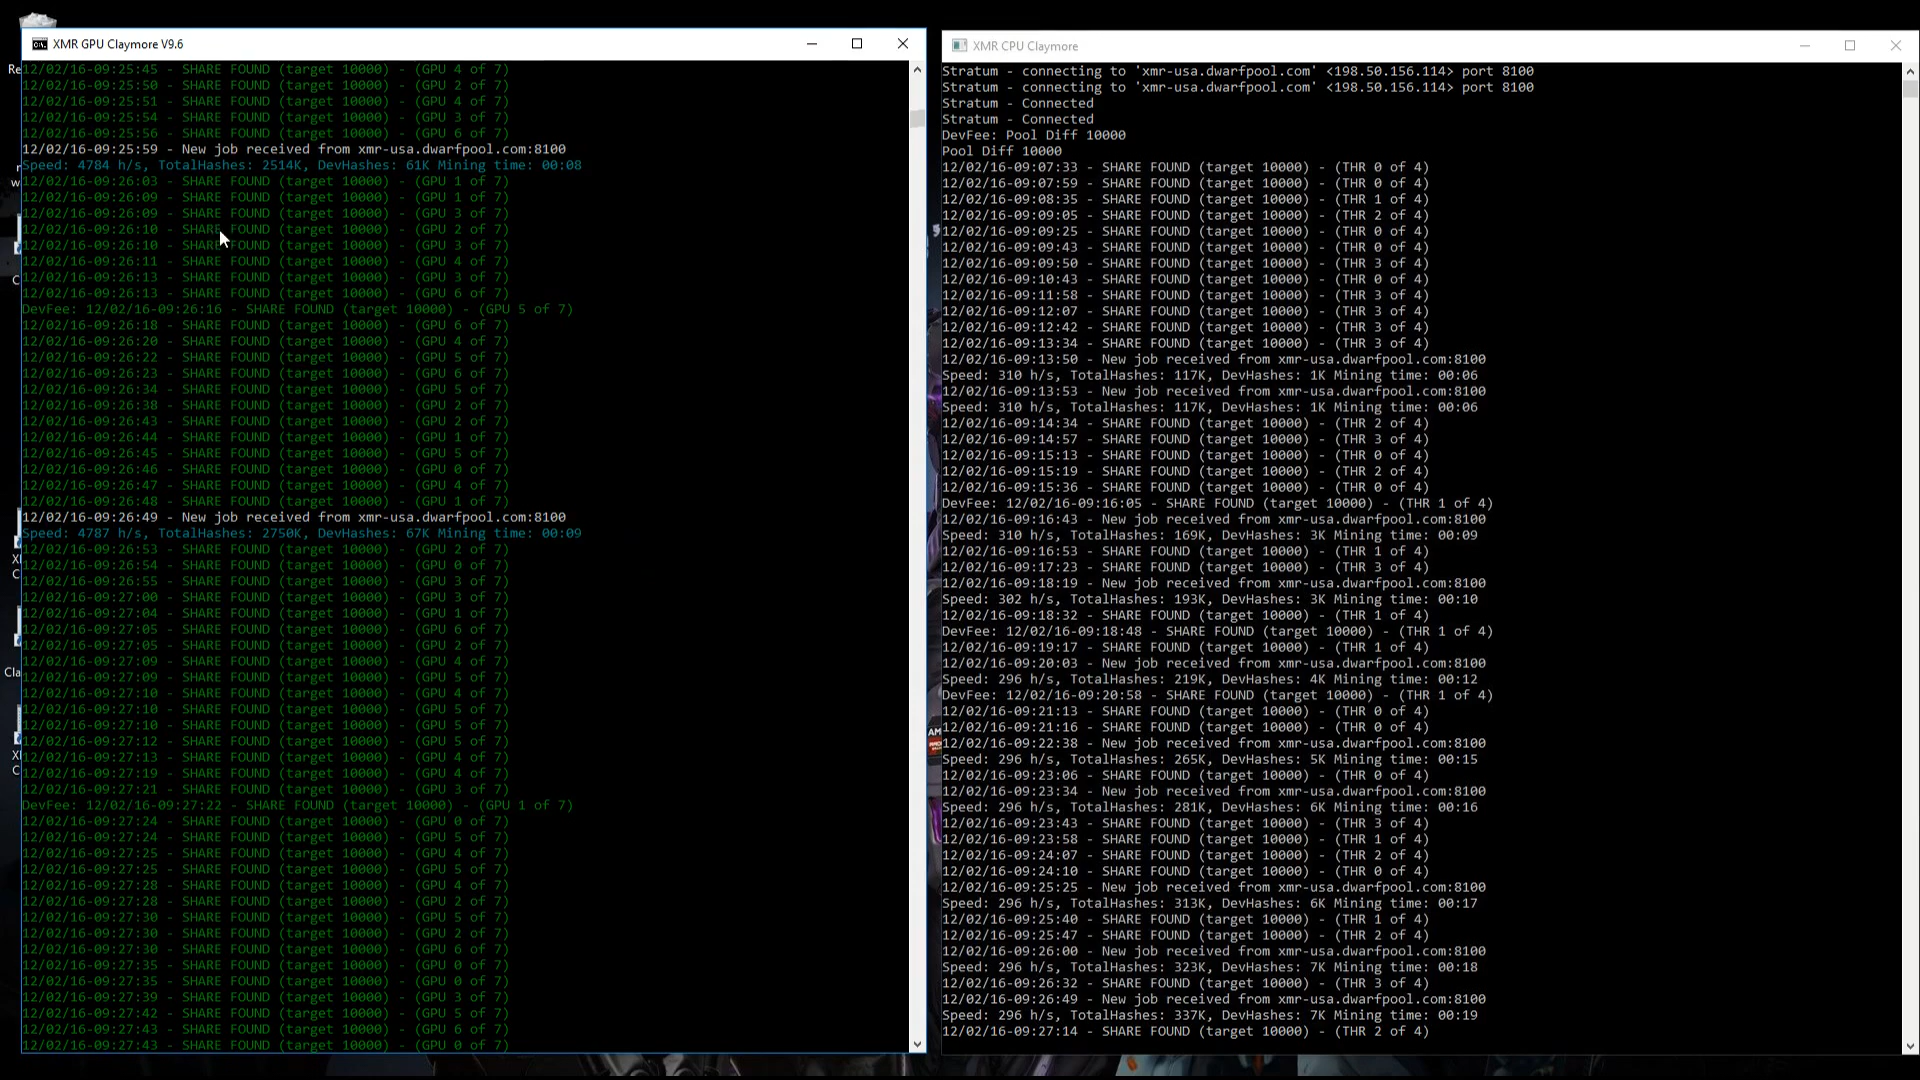 XMR GPU Claymore V9.6
Re
12/02/16-09:25:45 - SHARE FOUND (target 10000) - (GPU 4 of 7)
12/02/16-09:25:50 - SHARE FOUND (target 10000) - (GPU 2 of 7)
12/02/16-09:25:51 - SHARE FOUND (target 10000) - (GPU 4 of 7)
12/02/16-09:25:54 - SHARE FOUND (target 10000) - (GPU 3 of 7)
12/02/16-09:25:56 - SHARE FOUND (target 10000) - (GPU 6 of 7)
12/02/16-09:25:59 - New job received from xmr-usa.dwarfpool.com:8100
Speed: 4784 h/s, TotalHashes: 2514K, DevHashes: 61K Mining time: 00:08
12/02/16-09:26:03 - SHARE FOUND (target 10000) - (GPU 1 of 7)
12/02/16-09:26:09 - SHARE FOUND (target 10000) - (GPU 1 of 7)
12/02/16-09:26:09 - SHARE FOUND (target 10000) - (GPU 3 of 7)
12/02/16-09:26:10 - SHARE FOUND (target 10000) - (GPU 2 of 7)
12/02/16-09:26:10 - SHARE FOUND (target 10000) - (GPU 3 of 7)
12/02/16-09:26:11 - SHARE FOUND (target 10000) - (GPU 4 of 7)
12/02/16-09:26:13 - SHARE FOUND (target 10000) - (GPU 3 of 7)
12/02/16-09:26:13 - SHARE FOUND (target 10000) - (GPU 6 of 7)
DevFee: 12/02/16-09:26:16 - SHARE FOUND (target 10000) - (GPU 5 of 7)
12/02/16-09:26:18 - SHARE FOUND (target 10000) - (GPU 6 of 7)
12/02/16-09:26:20 - SHARE FOUND (target 10000) - (GPU 4 of 7)
12/02/16-09:26:22 - SHARE FOUND (target 10000) - (GPU 5 of 7)
12/02/16-09:26:23 - SHARE FOUND (target 10000) - (GPU 6 of 7)
12/02/16-09:26:34 - SHARE FOUND (target 10000) - (GPU 5 of 7)
12/02/16-09:26:38 - SHARE FOUND (target 10000) - (GPU 2 of 7)
12/02/16-09:26:43 - SHARE FOUND (target 10000) - (GPU 2 of 7)
12/02/16-09:26:44 - SHARE FOUND (target 10000) - (GPU 1 of 7)
12/02/16-09:26:45 - SHARE FOUND (target 10000) - (GPU 5 of 7)
12/02/16-09:26:46 - SHARE FOUND (target 10000) - (GPU 0 of 7)
12/02/16-09:26:47 - SHARE FOUND (target 10000) - (GPU 4 of 7)
12/02/16-09:26:48 - SHARE FOUND (target 10000) - (GPU 1 of 7)
12/02/16-09:26:49 - New job received from xmr-usa.dwarfpool.com:8100
Speed: 4787 h/s, TotalHashes: 2750K, DevHashes: 67K Mining time: 00:09
12/02/16-09:26:53 - SHARE FOUND (target 10000) - (GPU 2 of 7)
12/02/16-09:26:54 - SHARE FOUND (target 10000) - (GPU 0 of 7)
12/02/16-09:26:55 - SHARE FOUND (target 10000) - (GPU 3 of 7)
12/02/16-09:27:00 - SHARE FOUND (target 10000) - (GPU 3 of 7)
12/02/16-09:27:04 - SHARE FOUND (target 10000) - (GPU 1 of 7)
12/02/16-09:27:05 - SHARE FOUND (target 10000) - (GPU 6 of 7)
12/02/16-09:27:05 - SHARE FOUND (target 10000) - (GPU 2 of 7)
12/02/16-09:27:09 - SHARE FOUND (target 10000) - (GPU 4 of 7)
12/02/16-09:27:09 - SHARE FOUND (target 10000) - (GPU 5 of 7)
12/02/16-09:27:10 - SHARE FOUND (target 10000) - (GPU 4 of 7)
12/02/16-09:27:10 - SHARE FOUND (target 10000) - (GPU 5 of 7)
12/02/16-09:27:10 - SHARE FOUND (target 10000) - (GPU 5 of 7)
12/02/16-09:27:12 - SHARE FOUND (target 10000) - (GPU 5 of 7)
12/02/16-09:27:13 - SHARE FOUND (target 10000) - (GPU 4 of 7)
12/02/16-09:27:19 - SHARE FOUND (target 10000) - (GPU 4 of 7)
12/02/16-09:27:21 - SHARE FOUND (target 10000) - (GPU 3 of 7)
DevFee: 12/02/16-09:27:22 - SHARE FOUND (target 10000) - (GPU 1 of 7)
12/02/16-09:27:24 - SHARE FOUND (target 10000) - (GPU 0 of 7)
12/02/16-09:27:24 - SHARE FOUND (target 10000) - (GPU 5 of 7)
12/02/16-09:27:25 - SHARE FOUND (target 10000) - (GPU 4 of 7)
12/02/16-09:27:25 - SHARE FOUND (target 10000) - (GPU 5 of 7)
12/02/16-09:27:28 - SHARE FOUND (target 10000) - (GPU 4 of 7)
12/02/16-09:27:28 - SHARE FOUND (target 10000) - (GPU 2 of 7)
12/02/16-09:27:30 - SHARE FOUND (target 10000) - (GPU 5 of 7)
12/02/16-09:27:30 - SHARE FOUND (target 10000) - (GPU 2 of 7)
12/02/16-09:27:30 - SHARE FOUND (target 10000) - (GPU 6 of 7)
12/02/16-09:27:35 - SHARE FOUND (target 10000) - (GPU 0 of 7)
12/02/16-09:27:35 - SHARE FOUND (target 10000) - (GPU 0 of 7)
12/02/16-09:27:39 - SHARE FOUND (target 10000) - (GPU 3 of 7)
12/02/16-09:27:42 - SHARE FOUND (target 10000) - (GPU 5 of 7)
12/02/16-09:27:43 - SHARE FOUND (target 10000) - (GPU 6 of 7)
12/02/16-09:27:43 - SHARE FOUND (target 10000) - (GPU 0 of 7)
XMR CPU Claymore
Stratum - connecting to 'xmr-usa.dwarfpool.com' <198.50.156.114> port 8100
Stratum - connecting to 'xmr-usa.dwarfpool.com' <198.50.156.114> port 8100
Stratum - Connected
Stratum - Connected
DevFee: Pool Diff 10000
Pool Diff 10000
12/02/16-09:07:33 - SHARE FOUND (target 10000) - (THR 0 of 4)
12/02/16-09:07:59 - SHARE FOUND (target 10000) - (THR 0 of 4)
12/02/16-09:08:35 - SHARE FOUND (target 10000) - (THR 1 of 4)
12/02/16-09:09:05 - SHARE FOUND (target 10000) - (THR 2 of 4)
12/02/16-09:09:25 - SHARE FOUND (target 10000) - (THR 0 of 4)
12/02/16-09:09:43 - SHARE FOUND (target 10000) - (THR 0 of 4)
12/02/16-09:09:50 - SHARE FOUND (target 10000) - (THR 3 of 4)
12/02/16-09:10:43 - SHARE FOUND (target 10000) - (THR 0 of 4)
12/02/16-09:11:58 - SHARE FOUND (target 10000) - (THR 3 of 4)
12/02/16-09:12:07 - SHARE FOUND (target 10000) - (THR 3 of 4)
12/02/16-09:12:42 - SHARE FOUND (target 10000) - (THR 3 of 4)
12/02/16-09:13:34 - SHARE FOUND (target 10000) - (THR 3 of 4)
12/02/16-09:13:50 - New job received from xmr-usa.dwarfpool.com:8100
Speed: 310 h/s, TotalHashes: 117K, DevHashes: 1K Mining time: 00:06
12/02/16-09:13:53 - New job received from xmr-usa.dwarfpool.com:8100
Speed: 310 h/s, TotalHashes: 117K, DevHashes: 1K Mining time: 00:06
12/02/16-09:14:34 - SHARE FOUND (target 10000) - (THR 2 of 4)
12/02/16-09:14:57 - SHARE FOUND (target 10000) - (THR 3 of 4)
12/02/16-09:15:13 - SHARE FOUND (target 10000) - (THR 0 of 4)
12/02/16-09:15:19 - SHARE FOUND (target 10000) - (THR 2 of 4)
12/02/16-09:15:36 - SHARE FOUND (target 10000) - (THR 0 of 4)
DevFee: 12/02/16-09:16:05 - SHARE FOUND (target 10000) - (THR 1 of 4)
12/02/16-09:16:43 - New job received from xmr-usa.dwarfpool.com:8100
Speed: 310 h/s, TotalHashes: 169K, DevHashes: 3K Mining time: 00:09
12/02/16-09:16:53 - SHARE FOUND (target 10000) - (THR 1 of 4)
12/02/16-09:17:23 - SHARE FOUND (target 10000) - (THR 3 of 4)
12/02/16-09:18:19 - New job received from xmr-usa.dwarfpool.com:8100
Speed: 302 h/s, TotalHashes: 193K, DevHashes: 3K Mining time: 00:10
12/02/16-09:18:32 - SHARE FOUND (target 10000) - (THR 1 of 4)
DevFee: 12/02/16-09:18:48 - SHARE FOUND (target 10000) - (THR 1 of 4)
12/02/16-09:19:17 - SHARE FOUND (target 10000) - (THR 1 of 4)
12/02/16-09:20:03 - New job received from xmr-usa.dwarfpool.com:8100
Speed: 296 h/s, TotalHashes: 219K, DevHashes: 4K Mining time: 00:12
DevFee: 12/02/16-09:20:58 - SHARE FOUND (target 10000) - (THR 1 of 4)
12/02/16-09:21:13 - SHARE FOUND (target 10000) - (THR 0 of 4)
12/02/16-09:21:16 - SHARE FOUND (target 10000) - (THR 0 of 4)
12/02/16-09:22:38 - New job received from xmr-usa.dwarfpool.com:8100
Speed: 296 h/s, TotalHashes: 265K, DevHashes: 5K Mining time: 00:15
12/02/16-09:23:06 - SHARE FOUND (target 10000) - (THR 0 of 4)
12/02/16-09:23:34 - New job received from xmr-usa.dwarfpool.com:8100
Speed: 296 h/s, TotalHashes: 281K, DevHashes: 6K Mining time: 00:16
12/02/16-09:23:43 - SHARE FOUND (target 10000) - (THR 3 of 4)
12/02/16-09:23:58 - SHARE FOUND (target 10000) - (THR 1 of 4)
12/02/16-09:24:07 - SHARE FOUND (target 10000) - (THR 2 of 4)
12/02/16-09:24:10 - SHARE FOUND (target 10000) - (THR 0 of 4)
12/02/16-09:25:25 - New job received from xmr-usa.dwarfpool.com:8100
Speed: 296 h/s, TotalHashes: 313K, DevHashes: 6K Mining time: 00:17
12/02/16-09:25:40 - SHARE FOUND (target 10000) - (THR 1 of 4)
12/02/16-09:25:47 - SHARE FOUND (target 10000) - (THR 2 of 4)
12/02/16-09:26:00 - New job received from xmr-usa.dwarfpool.com:8100
Speed: 296 h/s, TotalHashes: 323K, DevHashes: 7K Mining time: 00:18
12/02/16-09:26:32 - SHARE FOUND (target 10000) - (THR 3 of 4)
12/02/16-09:26:49 - New job received from xmr-usa.dwarfpool.com:8100
Speed: 296 h/s, TotalHashes: 337K, DevHashes: 7K Mining time: 00:19
12/02/16-09:27:14 - SHARE FOUND (target 10000) - (THR 2 of 4)